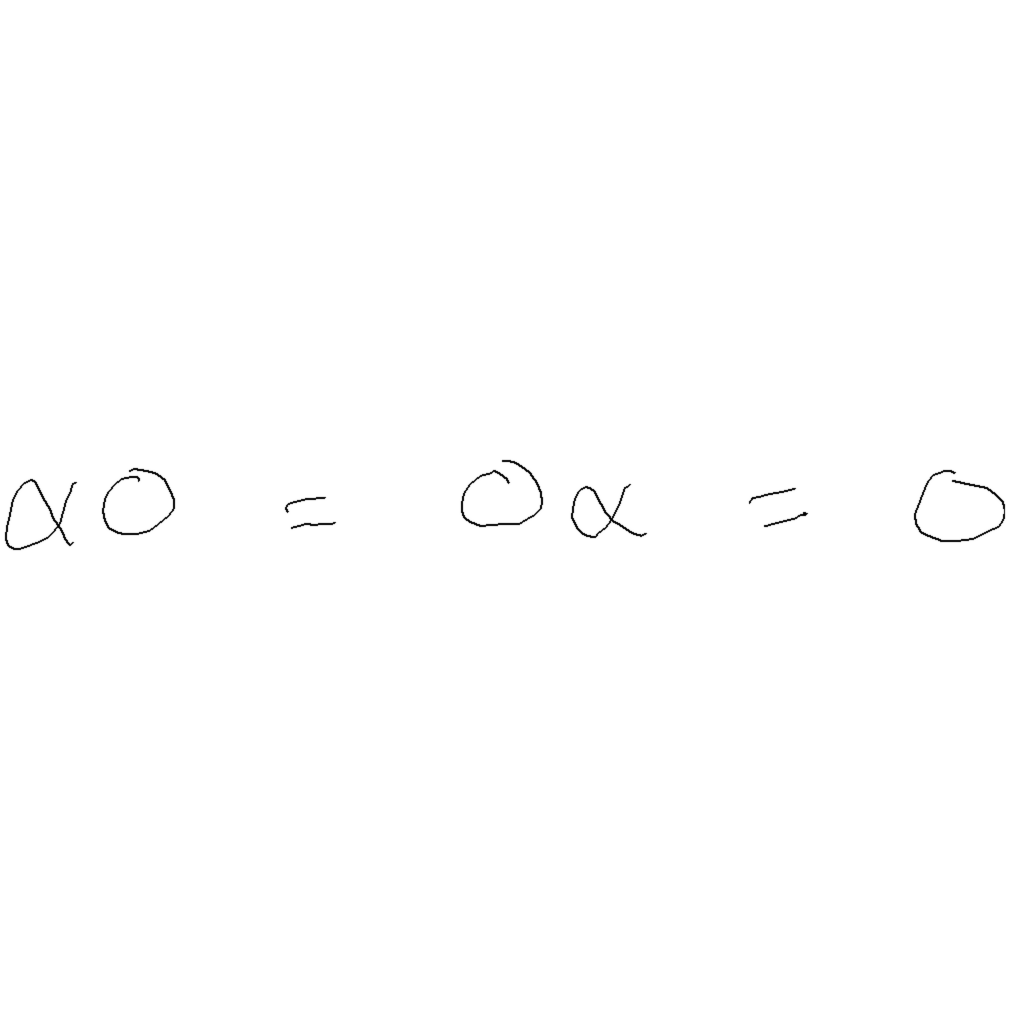 α0 = 0α = 0